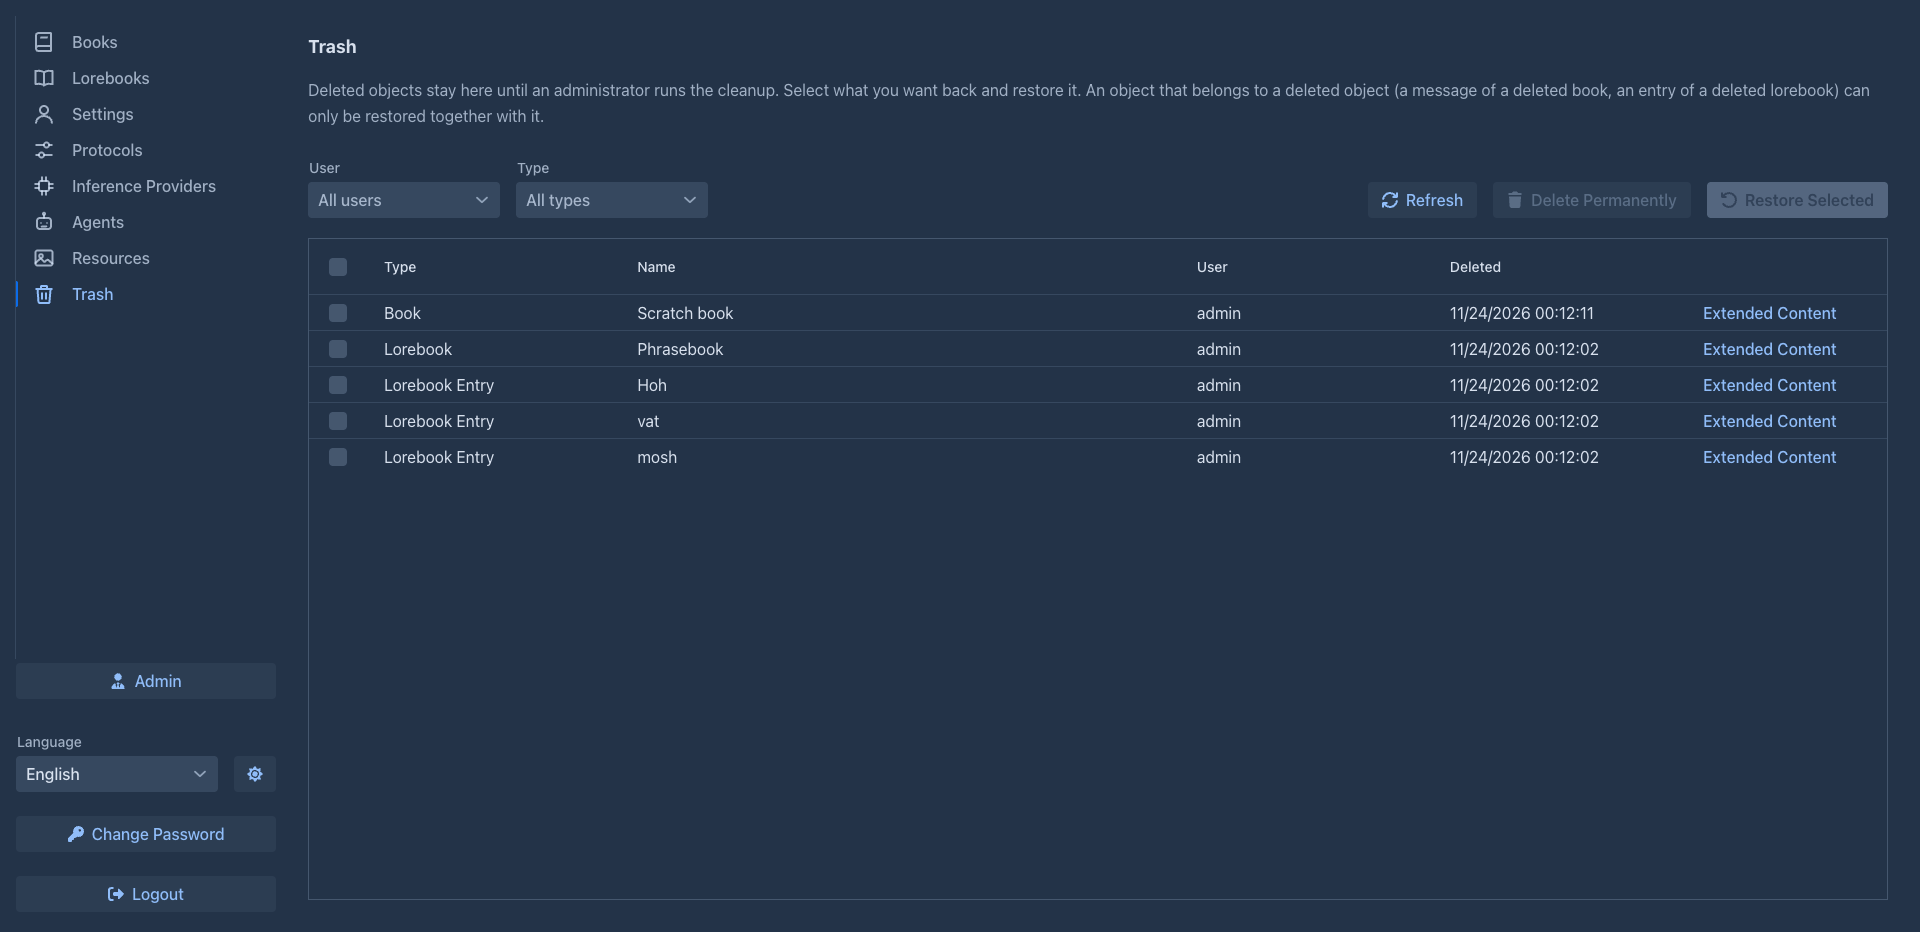 Books
Lorebooks
Settings
Protocols
Inference Providers
Agents
Resources
Trash
Admin
Language
English
Change Password
Logout
Trash
Deleted objects stay here until an administrator runs the cleanup. Select what you want back and restore it. An object that belongs to a deleted object (a message of a deleted book, an entry of a deleted lorebook) can
only be restored together with it.
User Type
All users All types Refresh Delete Permanently Restore Selected
Type Name User Deleted
Book Scratch book admin 11/24/2026 00:12:11 Extended Content
Lorebook Phrasebook admin 11/24/2026 00:12:02 Extended Content
Lorebook Entry Hoh admin 11/24/2026 00:12:02 Extended Content
Lorebook Entry vat admin 11/24/2026 00:12:02 Extended Content
Lorebook Entry mosh admin 11/24/2026 00:12:02 Extended Content